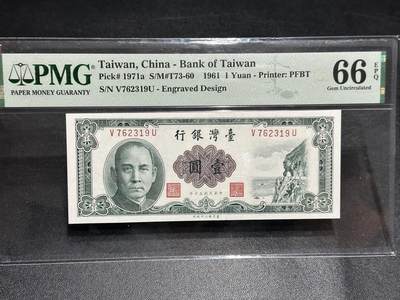 PMG
PAPER MONEY GUARANTY
Taiwan, China - Bank of Taiwan
Pick# 1971a S/M#T73-60 1961 1 Yuan - Printer: PFBT
S/N V762319U - Engraved Design
66 EPQ
Gem Uncirculated
行銀灣臺
V762319U
V762319U
圓壹